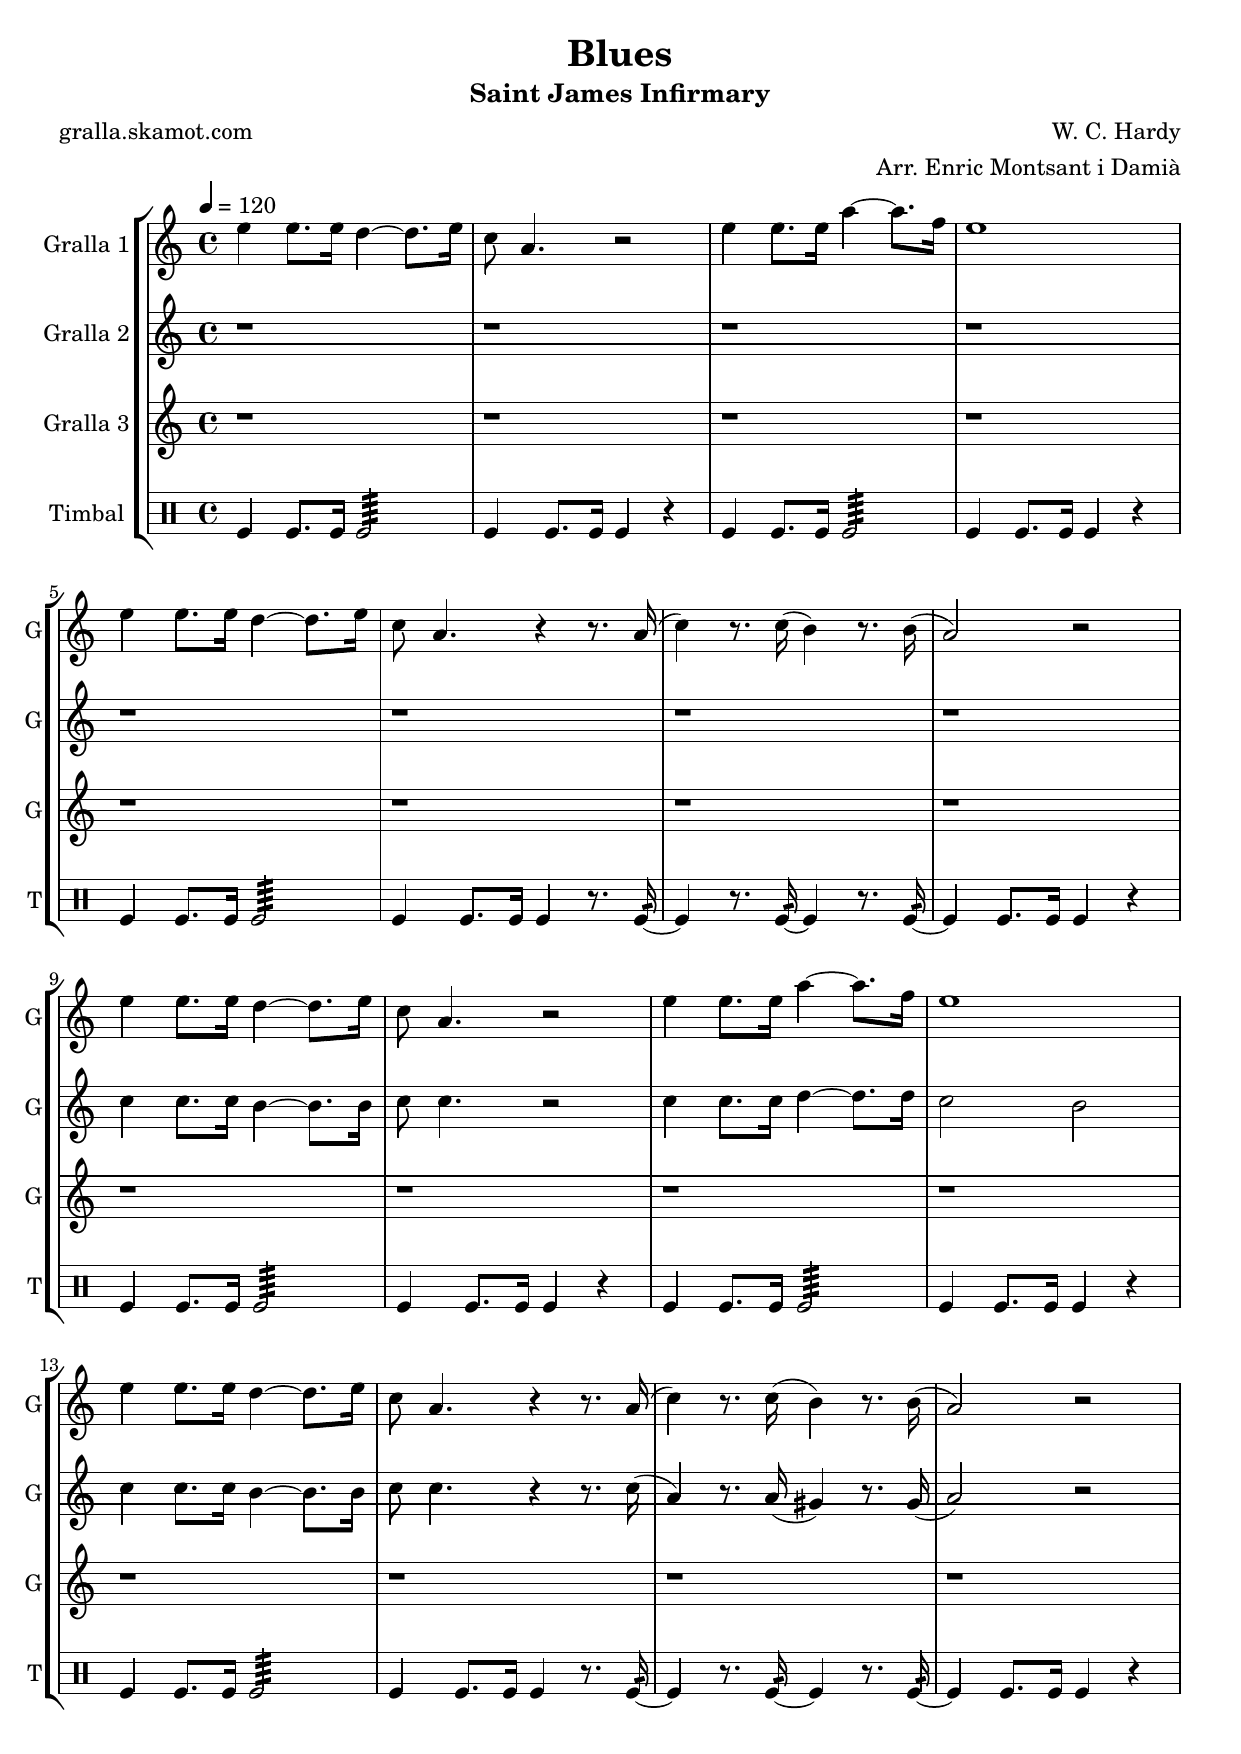 Blues
Saint James Infirmary
gralla.skamot.com
W. C. Hardy
Arr. Enric Montsant i Damià
= 120
Gralla 1
Gralla 2
Gralla 3
Timbal
5
G
G
G
T
9
G
G
G
T
13
G
G
G
T